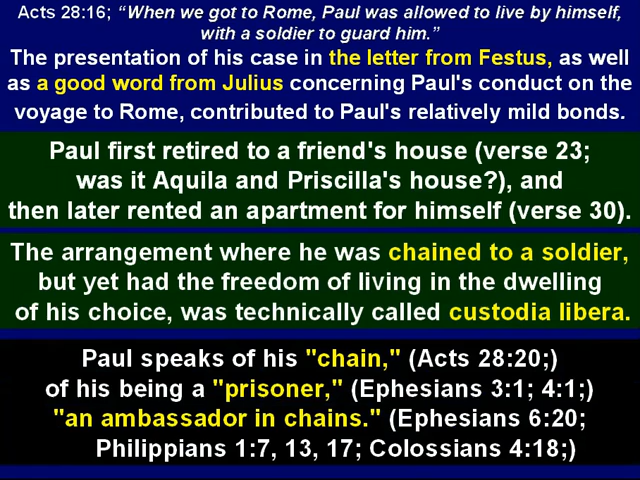 Acts 28:16; “When we got to Rome, Paul was allowed to live by himself,
with a soldier to guard him.”
The presentation of his case in the letter from Festus, as well
as a good word from Julius concerning Paul's conduct on the
voyage to Rome, contributed to Paul's relatively mild bonds.
Paul first retired to a friend's house (verse 23;
was it Aquila and Priscilla's house?), and
then later rented an apartment for himself (verse 30).
The arrangement where he was chained to a soldier,
but yet had the freedom of living in the dwelling
of his choice, was technically called custodia libera.
Paul speaks of his "chain," (Acts 28:20;)
of his being a "prisoner," (Ephesians 3:1; 4:1;)
"an ambassador in chains." (Ephesians 6:20;
Philippians 1:7, 13, 17; Colossians 4:18;)